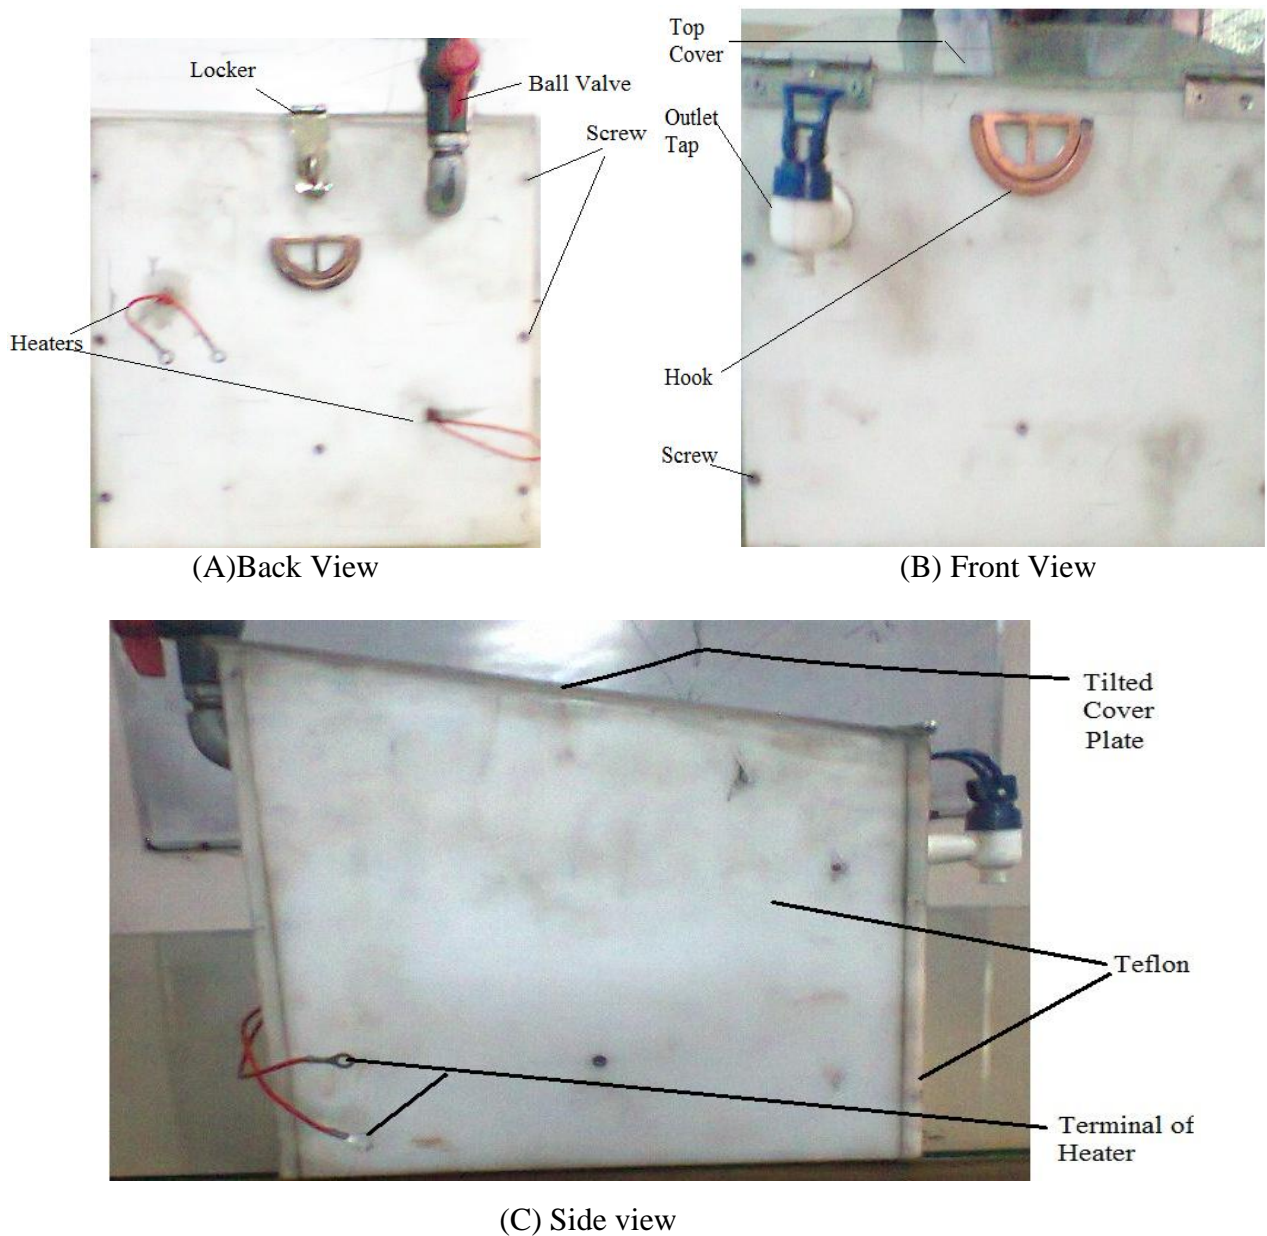 Locker
Ball Valve
Screw
Heaters
(A)Back View
Top
Cover
Outlet
Tap
Hook
Screw
(B) Front View
Tilted
Cover
Plate
Teflon
Terminal of
Heater
(C) Side view